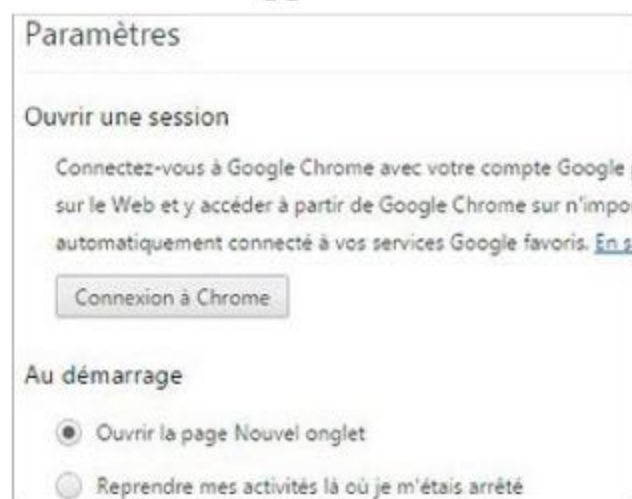 Paramètres
Ouvrir une session
Connectez-vous à Google Chrome avec votre compte Google
sur le Web et y accéder à partir de Google Chrome sur
automatiquement connecté à vos services Google favoris. En
Connexion à Chrome
Au démarrage
Ouvrir la page Nouvel onglet
Reprendre mes activités là où je m'étais arrêté